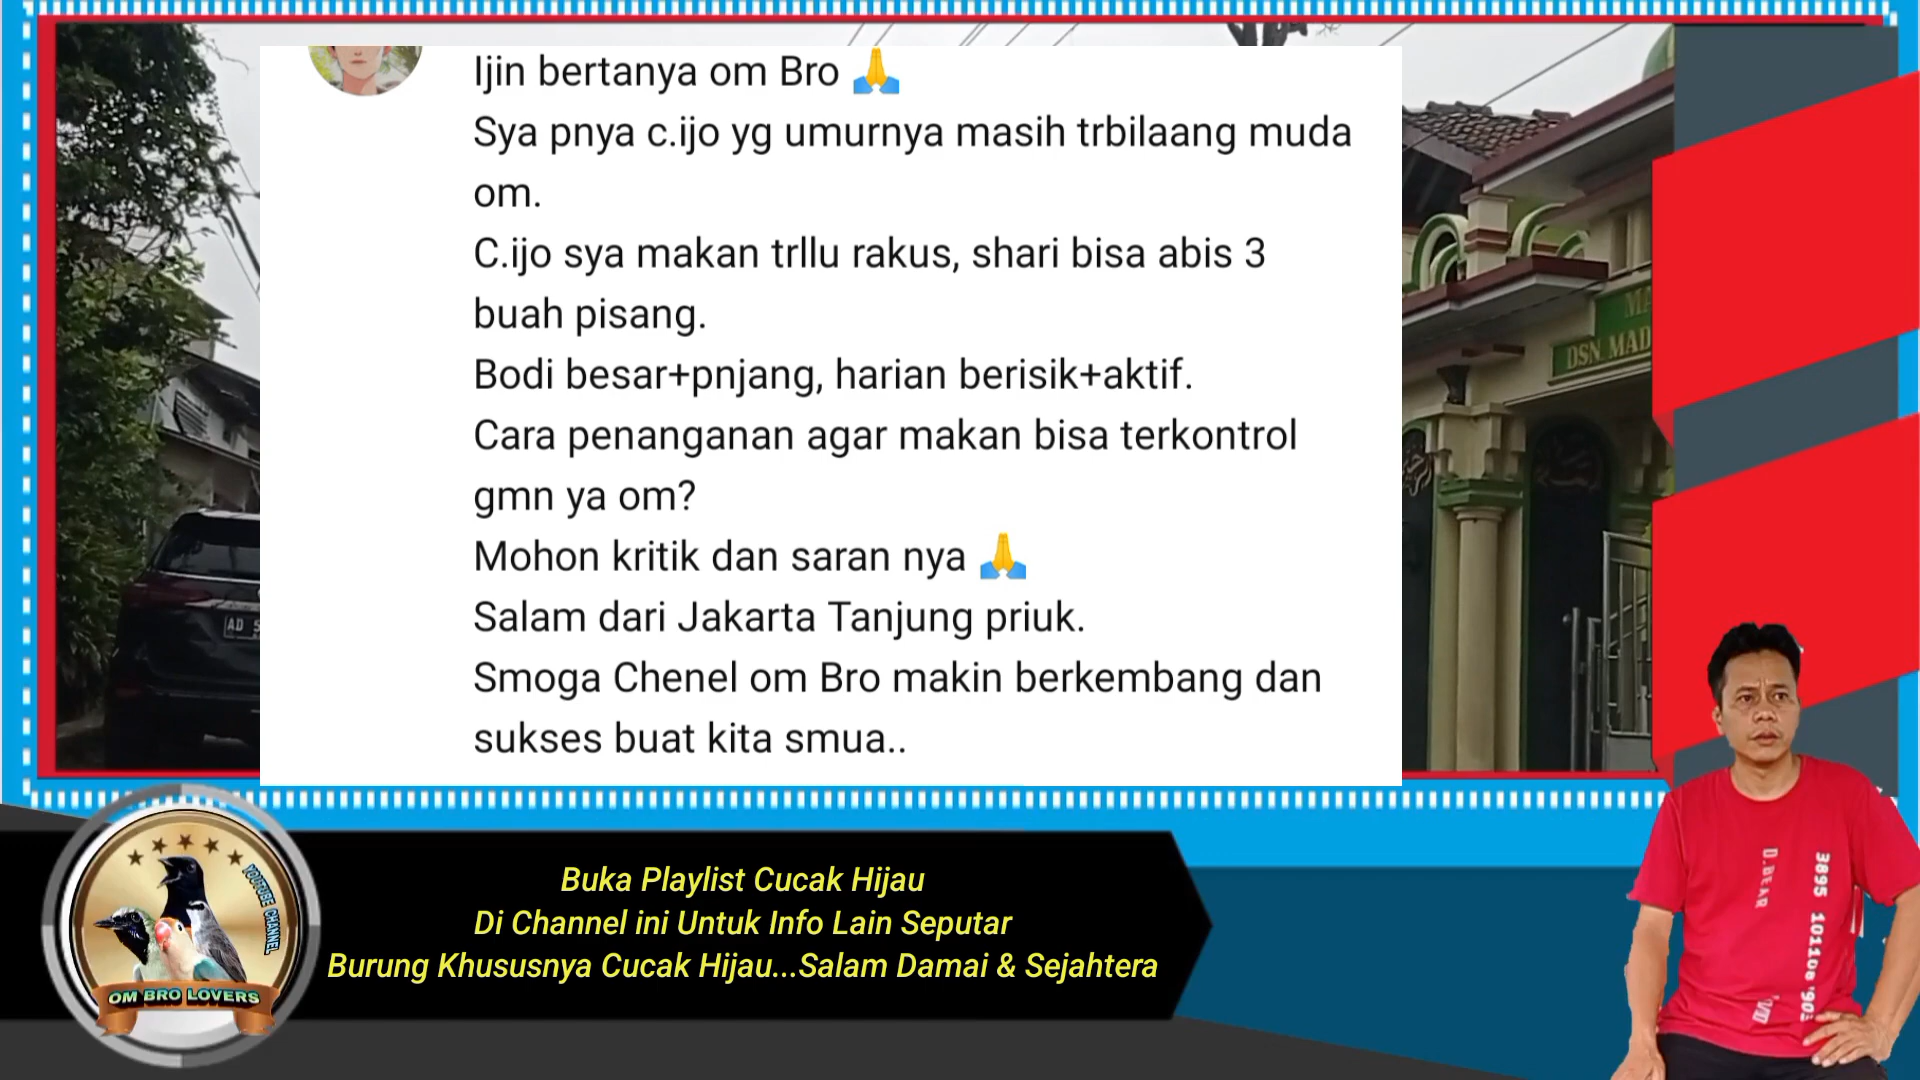 Ijin bertanya om Bro 🙏
Sya pnya c.ijo yg umurnya masih trbilaang muda
om.
C.ijo sya makan trllu rakus, shari bisa abis 3
buah pisang.
Bodi besar+pnjang, harian berisik+aktif.
Cara penanganan agar makan bisa terkontrol
gmn ya om?
Mohon kritik dan saran nya 🙏
Salam dari Jakarta Tanjung priuk.
Smoga Chenel om Bro makin berkembang dan
sukses buat kita smua..
DSN MAD
AD 5
YOUTUBE CHANNEL
OM BRO LOVERS
Buka Playlist Cucak Hijau
Di Channel ini Untuk Info Lain Seputar
Burung Khususnya Cucak Hijau...Salam Damai & Sejahtera
D.BEAR
3895